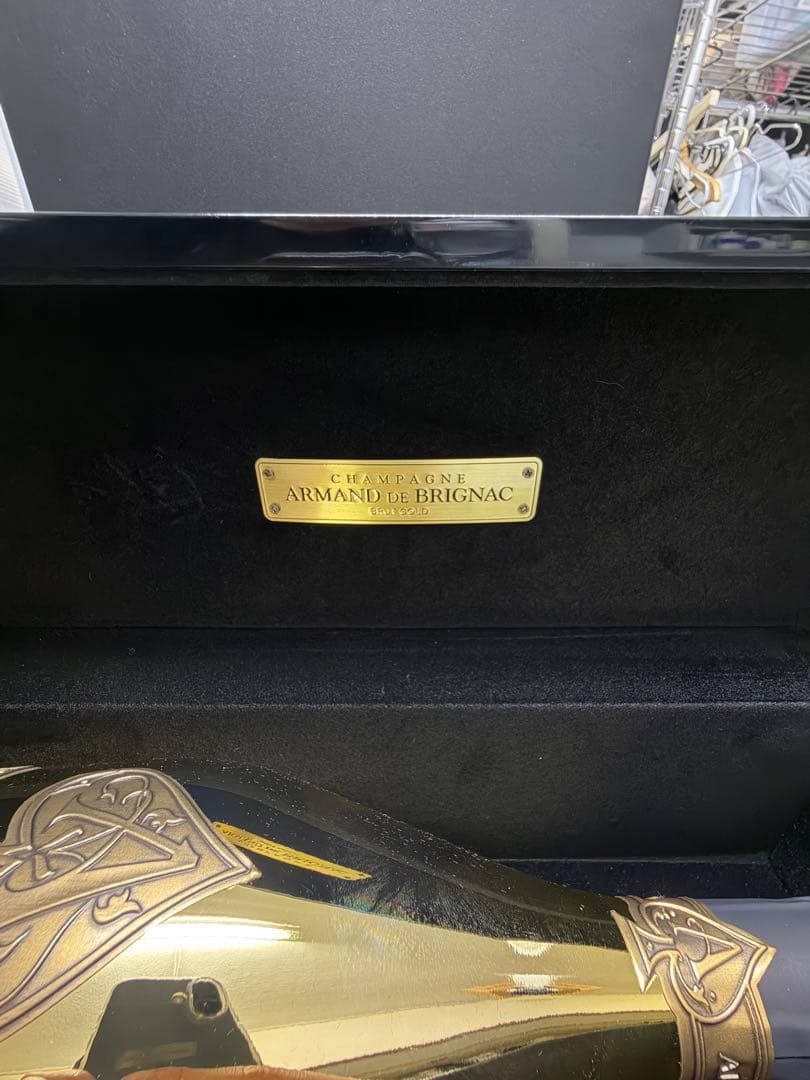 CHAMPAGNE
ARMAND DE BRIGNAC
BRUT GOLD
A
A